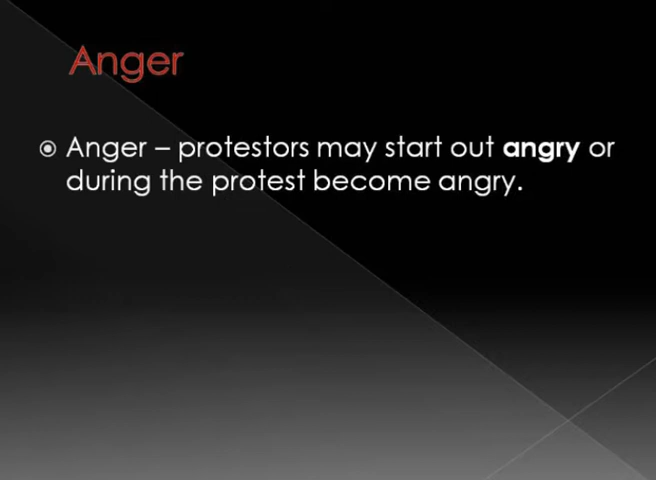 Anger
Anger – protestors may start out angry or
during the protest become angry.